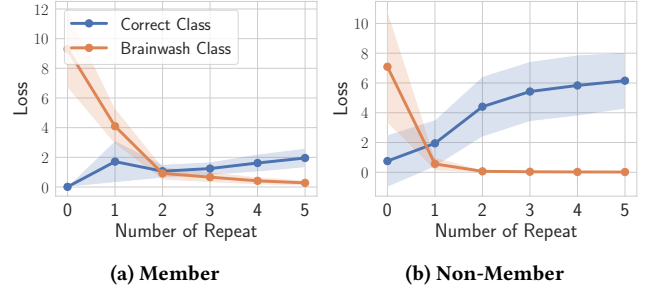 12
10
8
6
4
2
0
Loss
Correct Class
Brainwash Class
0 1 2 3 4 5
Number of Repeat
(a) Member
10
8
6
4
2
0
Loss
0 1 2 3 4 5
Number of Repeat
(b) Non-Member